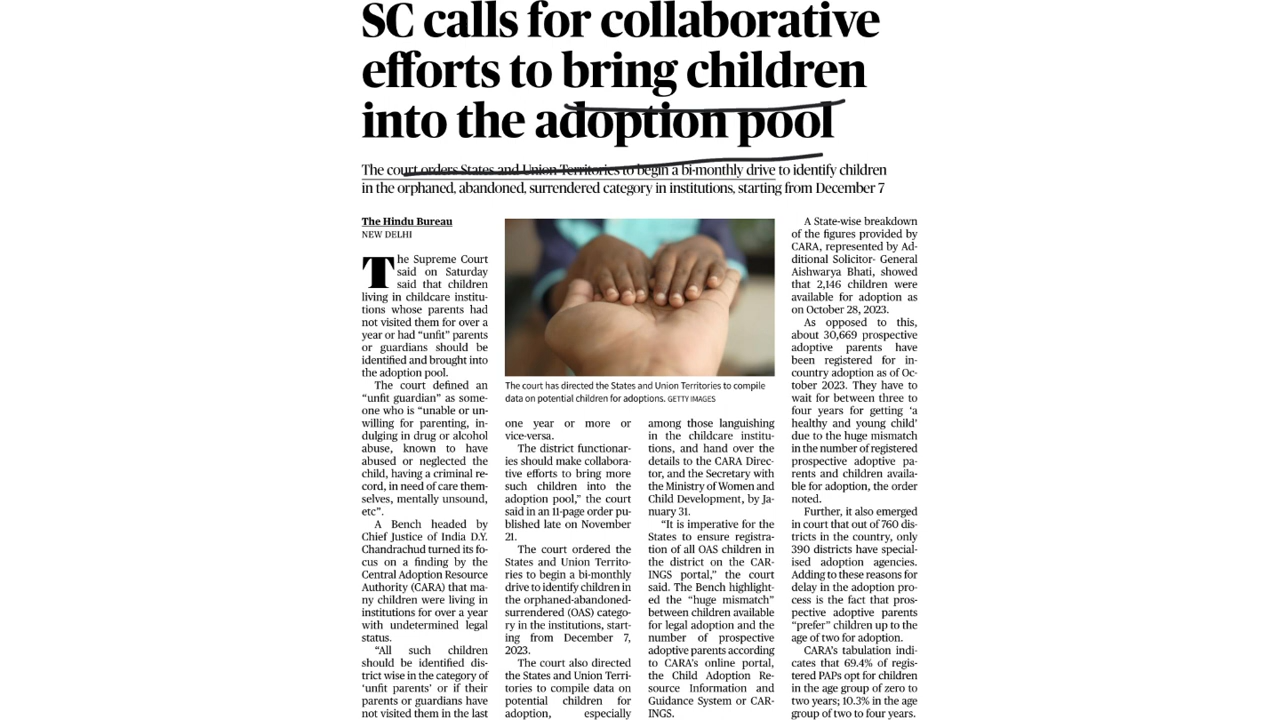 SC calls for collaborative
efforts to bring children
into the adoption pool
The court orders States and Union Territories to begin a bi-monthly drive to identify children
in the orphaned, abandoned, surrendered category in institutions, starting from December 7
The Hindu Bureau
NEW DELHI
The Supreme Court
said on Saturday
said that children
living in childcare institu-
tions whose parents had
not visited them for over a
year or had “unfit” parents
or guardians should be
identified and brought into
the adoption pool.
The court defined an
“unfit guardian” as some-
one who is “unable or un-
willing for parenting, in-
dulging in drug or alcohol
abuse, known to have
abused or neglected the
child, having a criminal re-
cord, in need of care them-
selves, mentally unsound,
etc”.
A Bench headed by
Chief Justice of India D.Y.
Chandrachud turned its fo-
cus on a finding by the
Central Adoption Resource
Authority (CARA) that ma-
ny children were living in
institutions for over a year
with undetermined legal
status.
“All such children
should be identified dis-
trict wise in the category of
‘unfit parents’ or if their
parents or guardians have
not visited them in the last
The court has directed the States and Union Territories to compile
data on potential children for adoptions. GETTY IMAGES
one year or more or
vice-versa.
The district functionar-
ies should make collabora-
tive efforts to bring more
such children into the
adoption pool,” the court
said in an 11-page order pu-
blished late on November
21.
The court ordered the
States and Union Territo-
ries to begin a bi-monthly
drive to identify children in
the orphaned-abandoned-
surrendered (OAS) catego-
ry in the institutions, start-
ing from December 7,
2023.
The court also directed
the States and Union Terri-
tories to compile data on
potential children for
adoption, especially
among those languishing
in the childcare institu-
tions, and hand over the
details to the CARA Direc-
tor, and the Secretary with
the Ministry of Women and
Child Development, by Ja-
nuary 31.
“It is imperative for the
States to ensure registra-
tion of all OAS children in
the district on the CAR-
INGS portal,” the court
said. The Bench highlight-
ed the “huge mismatch”
between children available
for legal adoption and the
number of prospective
adoptive parents according
to CARA’s online portal,
the Child Adoption Re-
source Information and
Guidance System or CAR-
INGS.
A State-wise breakdown
of the figures provided by
CARA, represented by Ad-
ditional Solicitor- General
Aishwarya Bhati, showed
that 2,146 children were
available for adoption as
on October 28, 2023.
As opposed to this,
about 30,669 prospective
adoptive parents have
been registered for in-
country adoption as of Oc-
tober 2023. They have to
wait for between three to
four years for getting ‘a
healthy and young child’
due to the huge mismatch
in the number of registered
prospective adoptive pa-
rents and children availa-
ble for adoption, the order
noted.
Further, it also emerged
in court that out of 760 dis-
tricts in the country, only
390 districts have special-
ised adoption agencies.
Adding to these reasons for
delay in the adoption pro-
cess is the fact that pros-
pective adoptive parents
“prefer” children up to the
age of two for adoption.
CARA’s tabulation indi-
cates that 69.4% of regis-
tered PAPs opt for children
in the age group of zero to
two years; 10.3% in the age
group of two to four years.